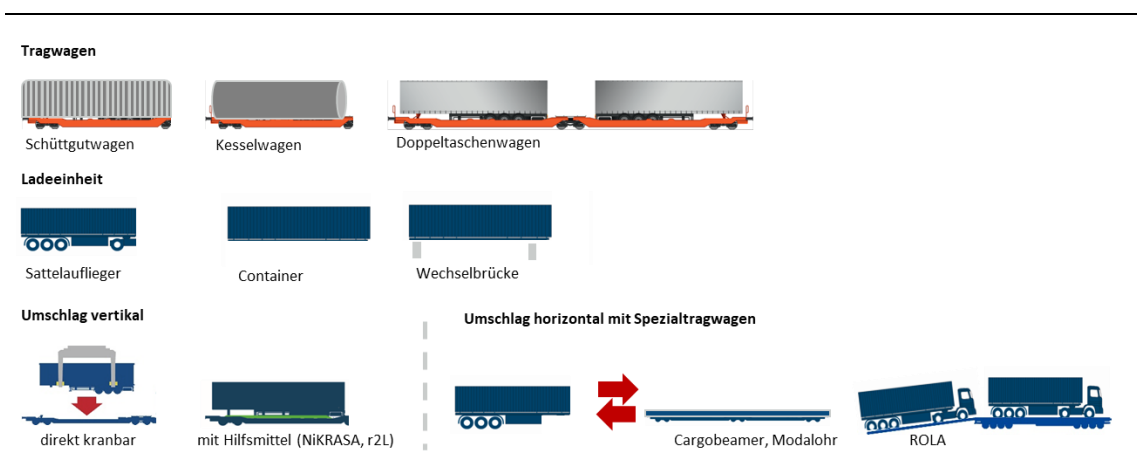 Tragwagen
Schüttgutwagen
Kesselwagen
Doppeltaschenwagen
Ladeeinheit
Sattelauflieger
Container
Wechselbrücke
Umschlag vertikal
Umschlag horizontal mit Spezialtragwagen
direkt kranbar
mit Hilfsmittel (NiKRASA, r2L)
Cargobeamer, Modalohr
ROLA